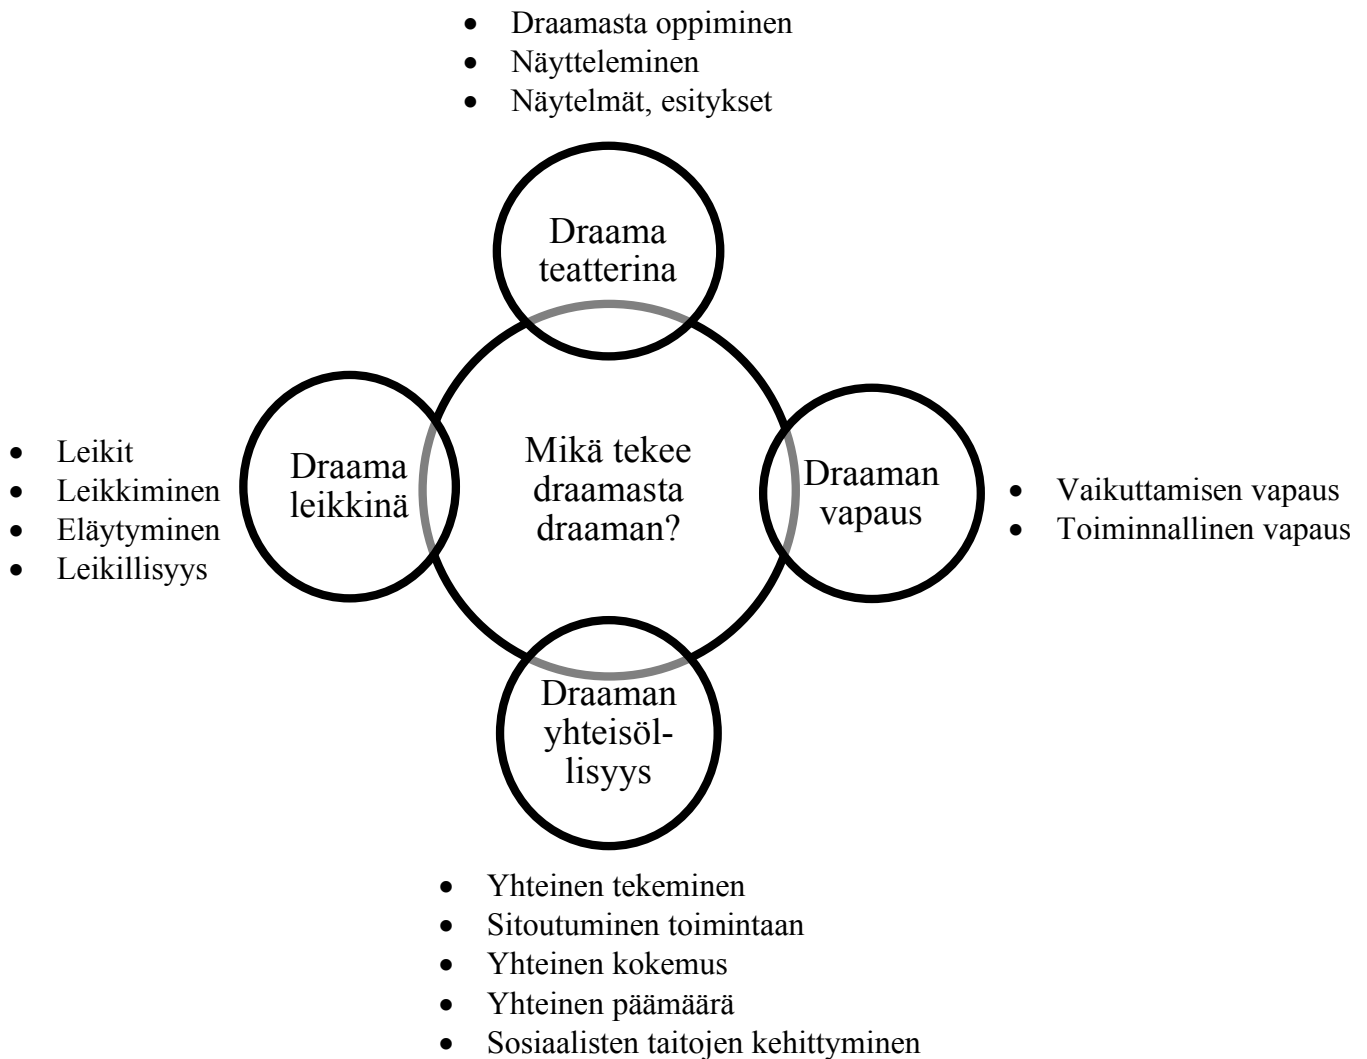 • Draamasta oppiminen
• Näytteleminen
• Näytelmät, esitykset
Draama
teatterina
• Leikit
• Leikkiminen
• Eläytyminen
• Leikillisyys
Draama
leikkinä
Mikä tekee
draamasta
draaman?
Draaman
vapaus
• Vaikuttamisen vapaus
• Toiminnallinen vapaus
Draaman
yhteisöl-
lisyys
• Yhteinen tekeminen
• Sitoutuminen toimintaan
• Yhteinen kokemus
• Yhteinen päämäärä
• Sosiaalisten taitojen kehittyminen